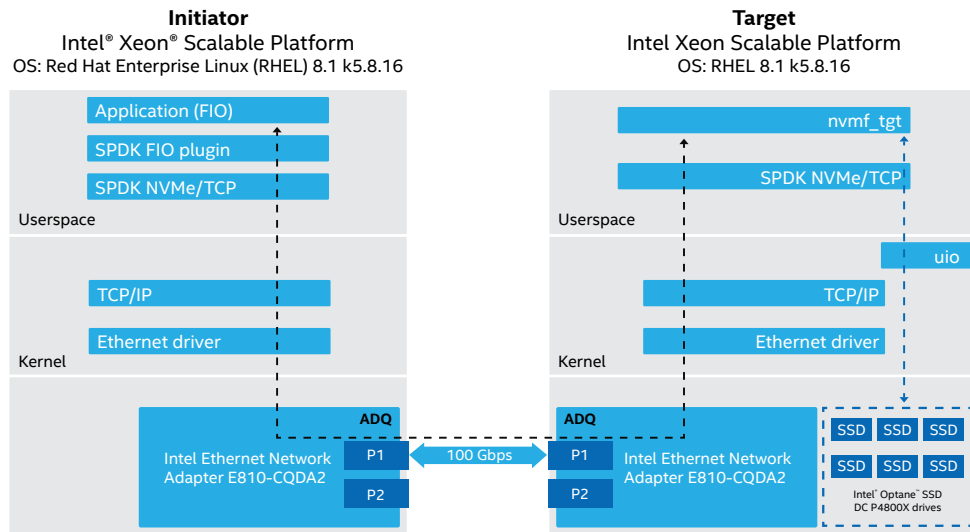 Initiator
Intel® Xeon® Scalable Platform
OS: Red Hat Enterprise Linux (RHEL) 8.1 k5.8.16
Application (FIO)
SPDK FIO plugin
SPDK NVMe/TCP
Userspace
TCP/IP
Ethernet driver
Kernel
ADQ
Intel Ethernet Network
Adapter E810-CQDA2
P1
P2
100 Gbps
Target
Intel Xeon Scalable Platform
OS: RHEL 8.1 k5.8.16
nvmf_tgt
SPDK NVMe/TCP
Userspace
uio
TCP/IP
Ethernet driver
Kernel
ADQ
P1
P2
Intel Ethernet Network
Adapter E810-CQDA2
SSD SSD SSD
SSD SSD SSD
Intel® Optane™ SSD
DC P4800X drives